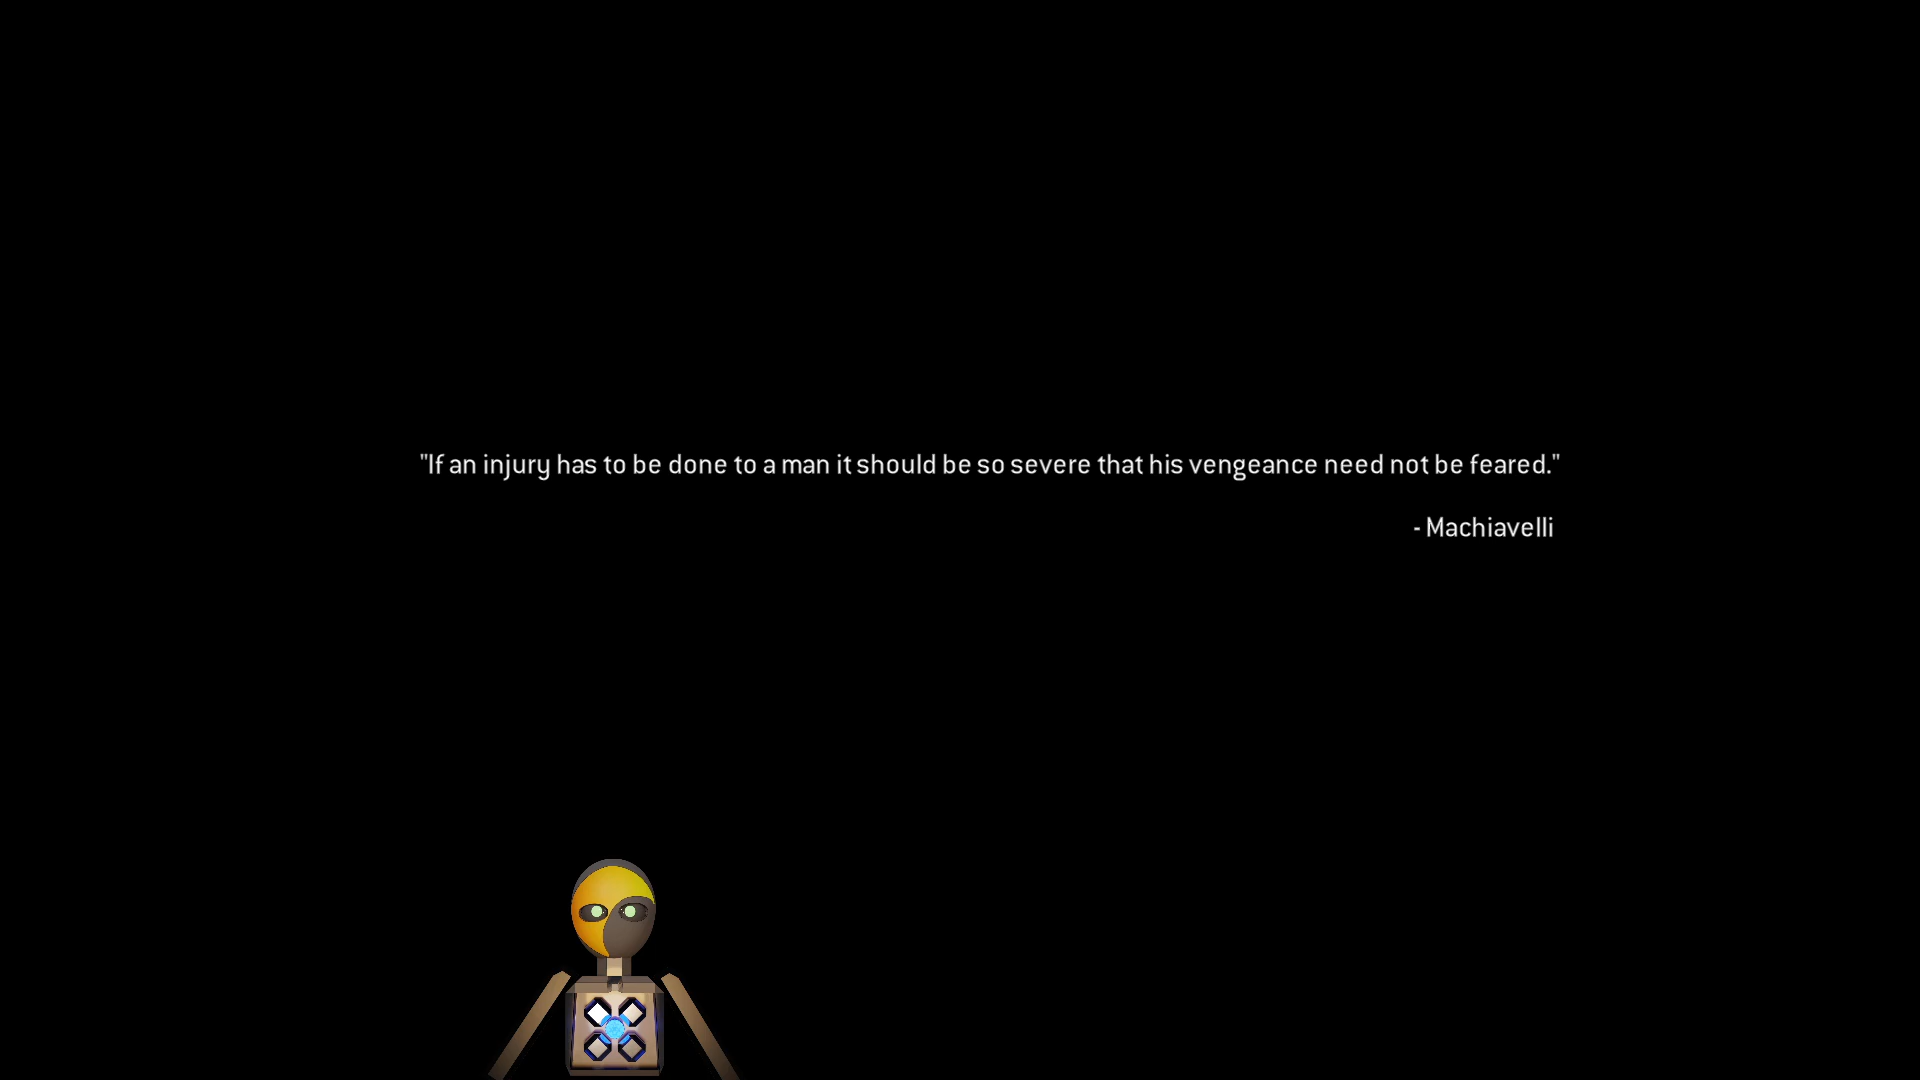 "If an injury has to be done to a man it should be so severe that his vengeance need not be feared."
- Machiavelli